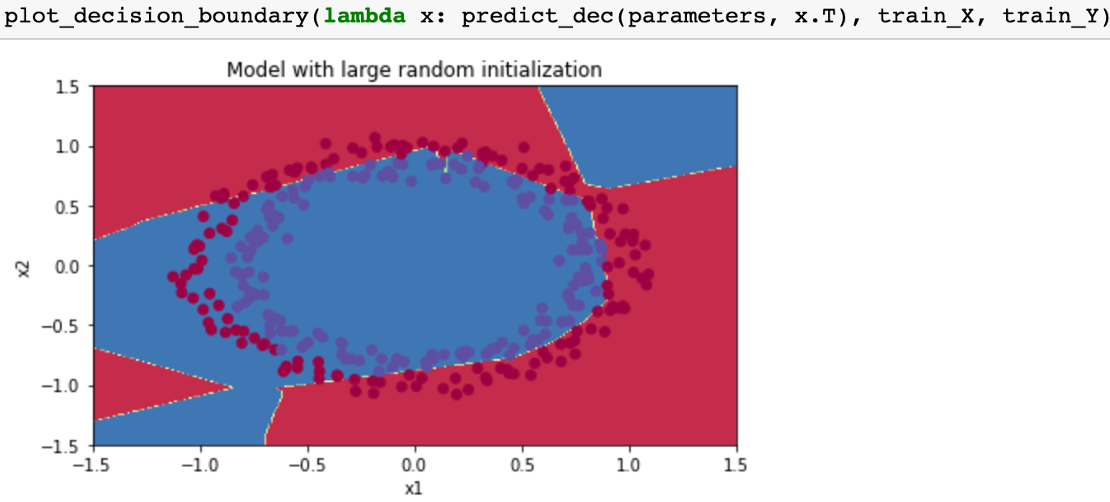 plot_decision_boundary(lambda x: predict_dec(parameters, x.T), train_X, train_Y)
Model with large random initialization
1.5
1.0
0.5
0.0
−0.5
−1.0
−1.5
x2
−1.5 −1.0 −0.5 0.0 0.5 1.0 1.5
x1